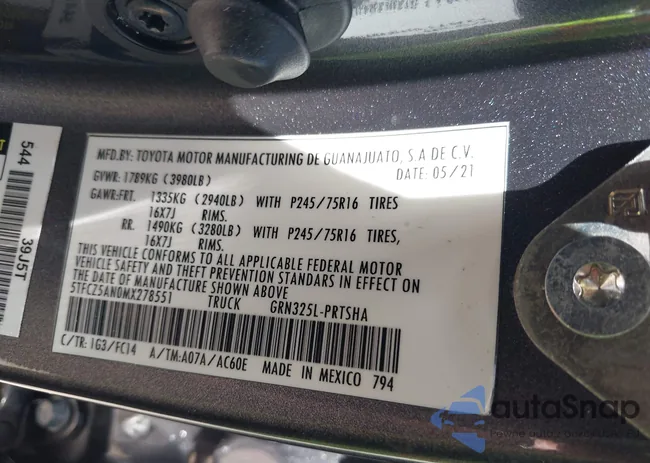 MFD.BY: TOYOTA MOTOR MANUFACTURING DE GUANAJUATO, S.A DE C.V.
GVWR: 1789KG (3980LB) DATE: 05/21
GAWR:FRT. 1335KG (2940LB) WITH P245/75R16 TIRES
16X7J RIMS.
RR. 1490KG (3280LB) WITH P245/75R16 TIRES,
16X7J RIMS.
THIS VEHICLE CONFORMS TO ALL APPLICABLE FEDERAL MOTOR
VEHICLE SAFETY AND THEFT PREVENTION STANDARDS IN EFFECT ON
THE DATE OF MANUFACTURE SHOWN ABOVE
5TFCZ5AN0MX278551 TRUCK GRN325L-PRTSHA
C/TR: 1G3/FC14 A/TM:A07A/AC60E MADE IN MEXICO 794
544 39J5T
autoSnap